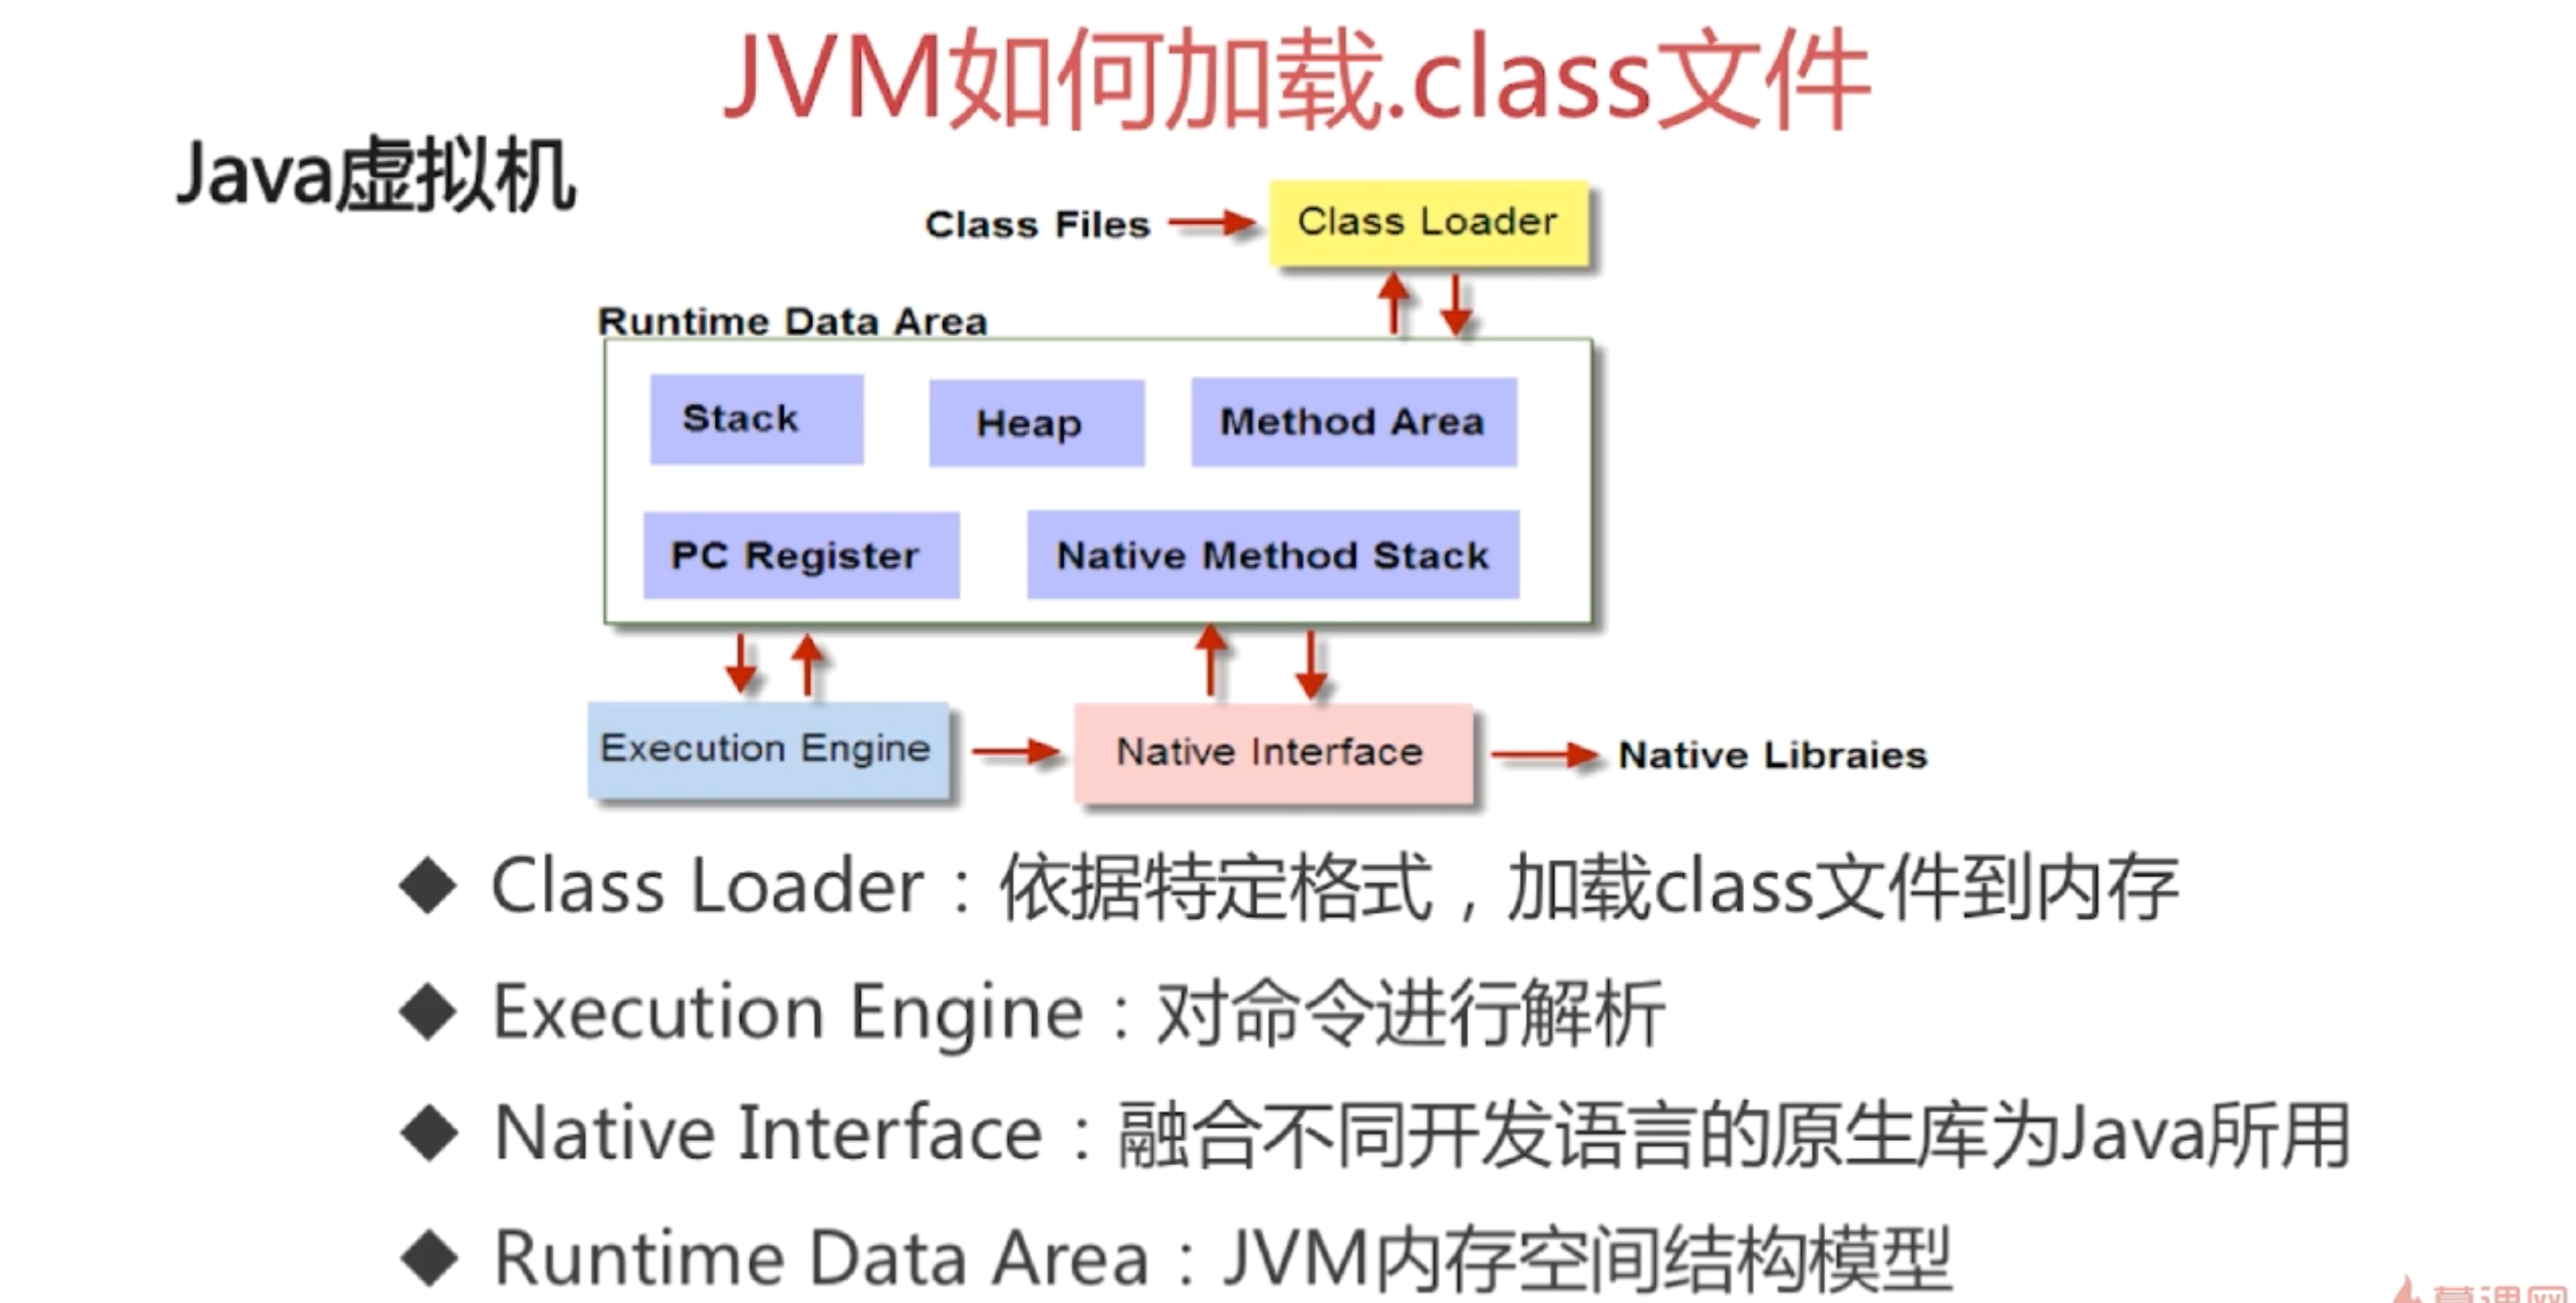 JVM如何加载.class文件
Java虚拟机
Class Files
Class Loader
Runtime Data Area
Stack
Heap
Method Area
PC Register
Native Method Stack
Execution Engine
Native Interface
Native Libraies
◆ Class Loader：依据特定格式，加载class文件到内存
◆ Execution Engine：对命令进行解析
◆ Native Interface：融合不同开发语言的原生库为Java所用
◆ Runtime Data Area：JVM内存空间结构模型